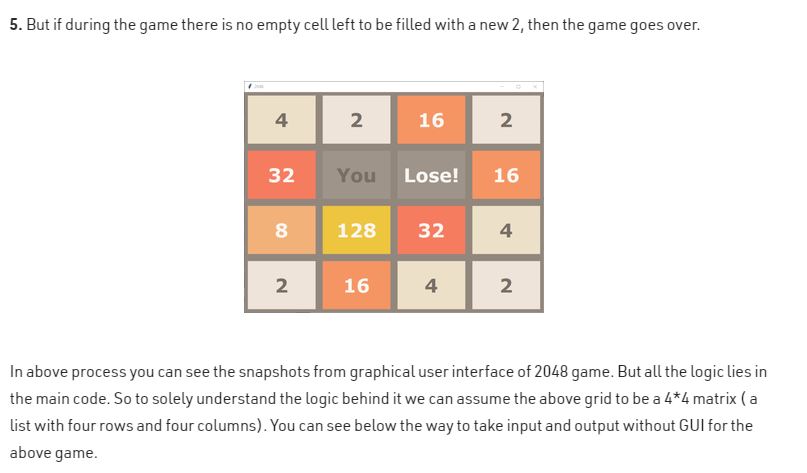 5. But if during the game there is no empty cell left to be filled with a new 2, then the game goes over.
4 2 16 2
32 You Lose! 16
8 128 32 4
2 16 4 2
In above process you can see the snapshots from graphical user interface of 2048 game. But all the logic lies in
the main code. So to solely understand the logic behind it we can assume the above grid to be a 4*4 matrix ( a
list with four rows and four columns). You can see below the way to take input and output without GUI for the
above game.